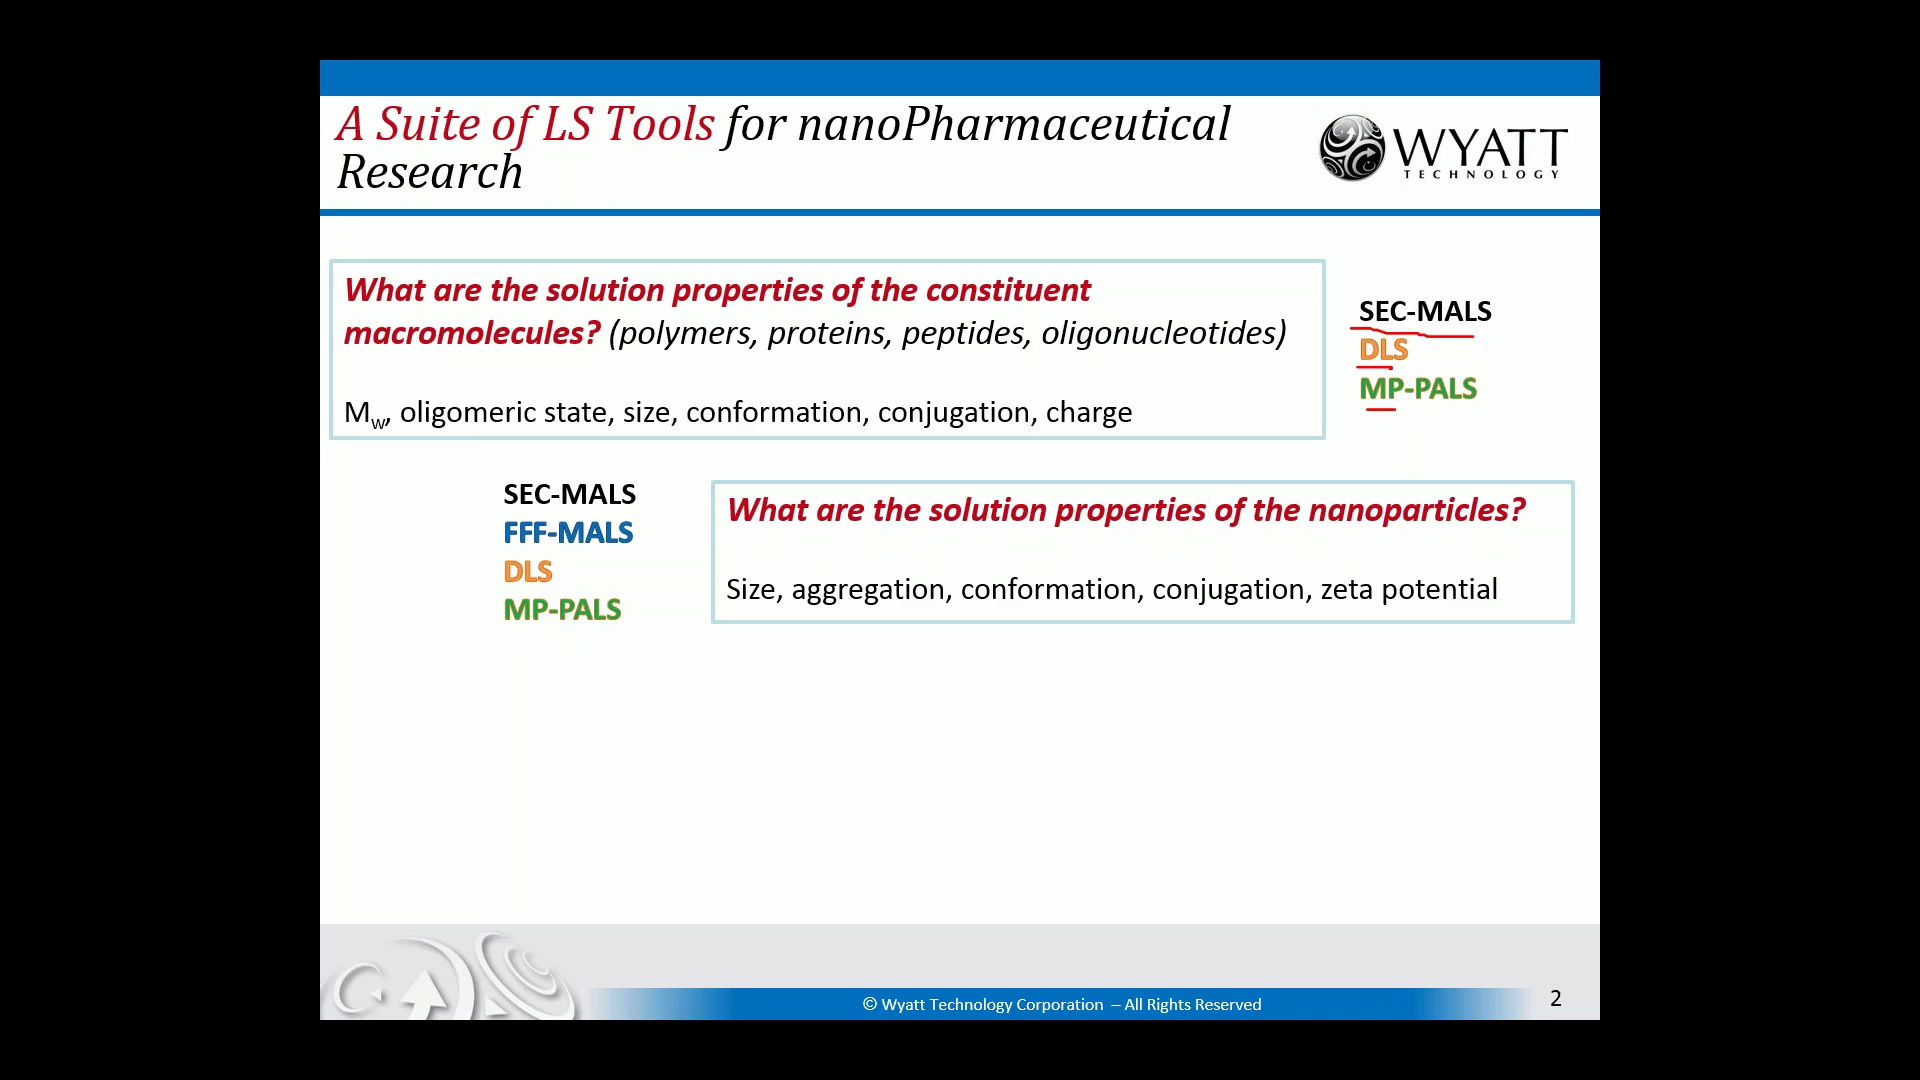 A Suite of LS Tools for nanoPharmaceutical
Research
WYATT
TECHNOLOGY
What are the solution properties of the constituent
macromolecules? (polymers, proteins, peptides, oligonucleotides)
Mw, oligomeric state, size, conformation, conjugation, charge
SEC-MALS
DLS
MP-PALS
SEC-MALS
FFF-MALS
DLS
MP-PALS
What are the solution properties of the nanoparticles?
Size, aggregation, conformation, conjugation, zeta potential
© Wyatt Technology Corporation – All Rights Reserved
2